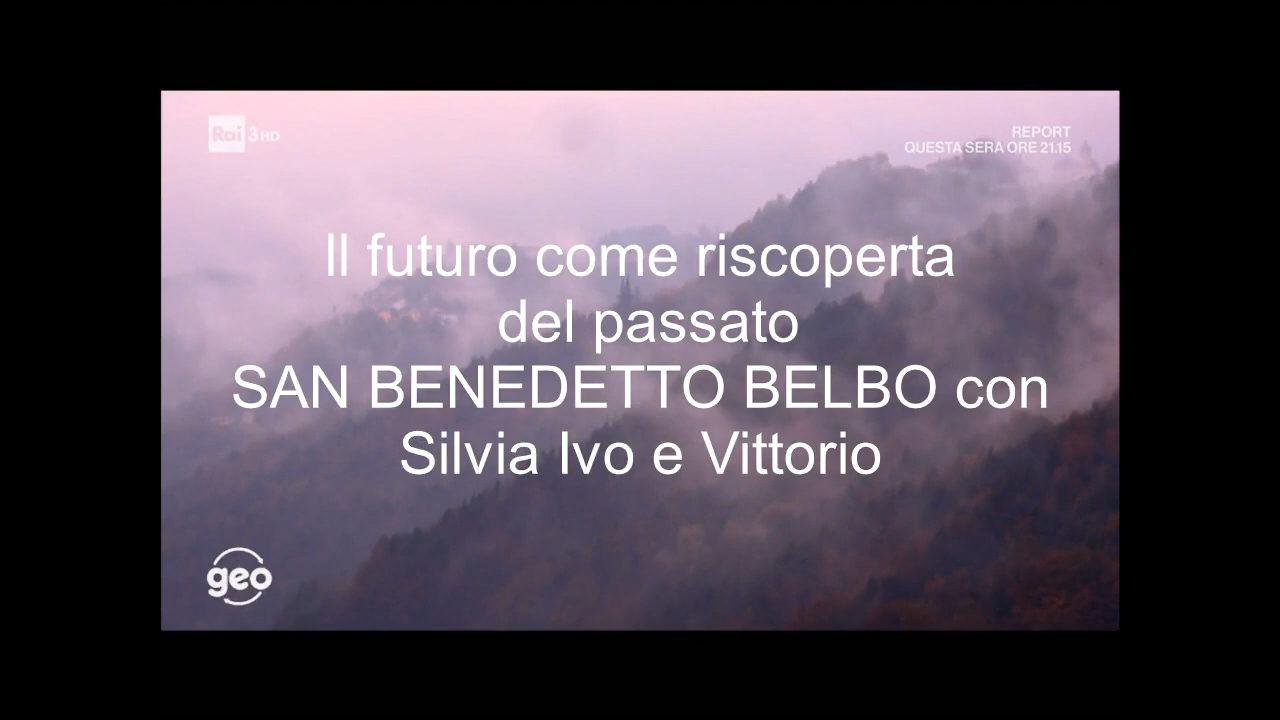 Rai 3 HD
REPORT
QUESTA SERA ORE 21.15
Il futuro come riscoperta
del passato
SAN BENEDETTO BELBO con
Silvia Ivo e Vittorio
geo